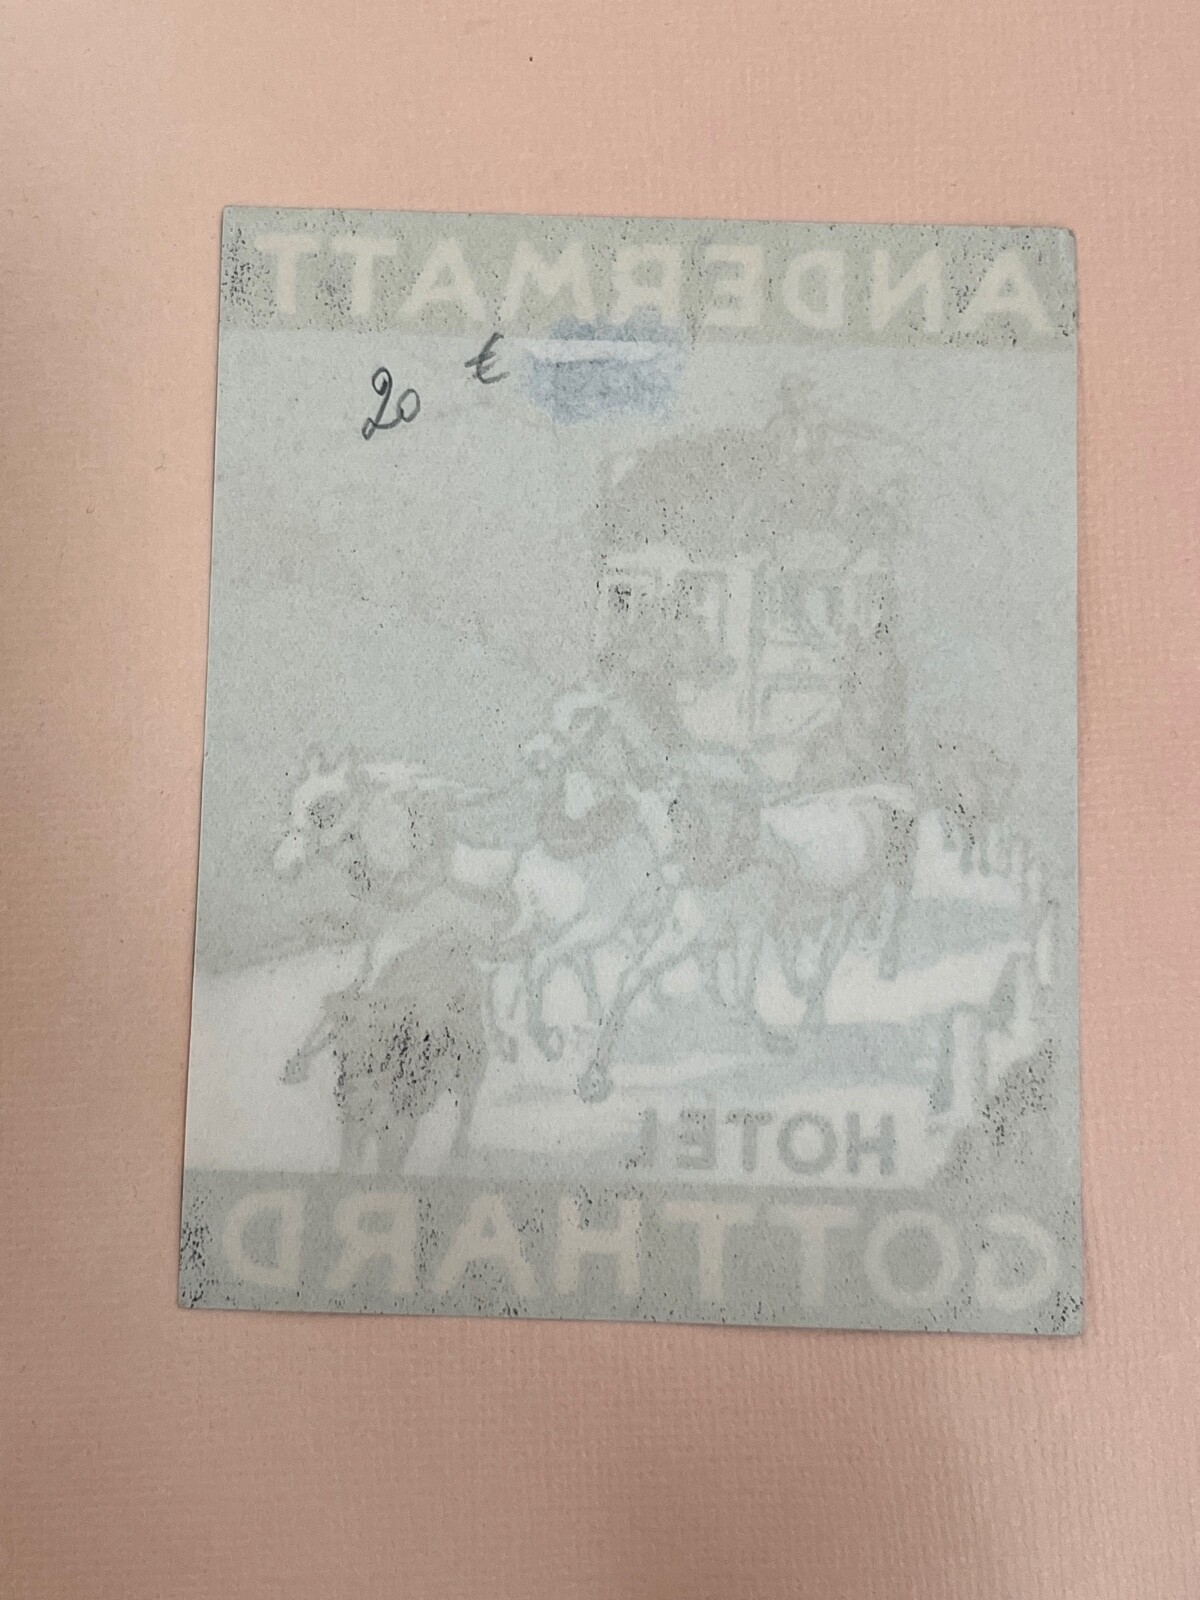 ANDERMATT
20 €
HOTEL
GOTTHARD